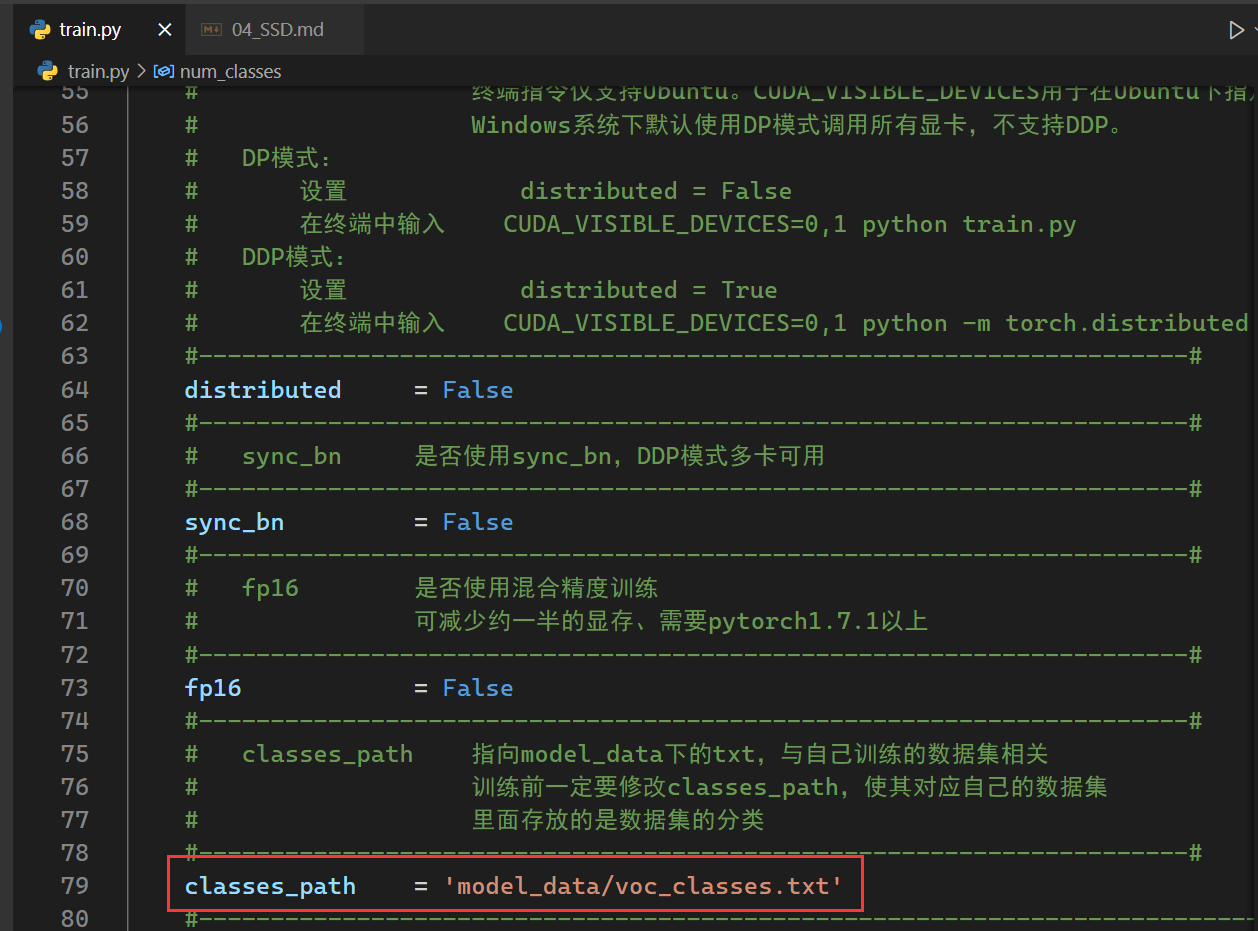 train.py
04_SSD.md
train.py > num_classes
55 # 终端指令仅支持Ubuntu。CUDA_VISIBLE_DEVICES用于在Ubuntu下指
56 # Windows系统下默认使用DP模式调用所有显卡，不支持DDP。
57 # DP模式：
58 # 设置 distributed = False
59 # 在终端中输入 CUDA_VISIBLE_DEVICES=0,1 python train.py
60 # DDP模式：
61 # 设置 distributed = True
62 # 在终端中输入 CUDA_VISIBLE_DEVICES=0,1 python -m torch.distributed
63 #---------------------------------------------------------------------#
64 distributed = False
65 #---------------------------------------------------------------------#
66 # sync_bn 是否使用sync_bn，DDP模式多卡可用
67 #---------------------------------------------------------------------#
68 sync_bn = False
69 #---------------------------------------------------------------------#
70 # fp16 是否使用混合精度训练
71 # 可减少约一半的显存、需要pytorch1.7.1以上
72 #---------------------------------------------------------------------#
73 fp16 = False
74 #---------------------------------------------------------------------#
75 # classes_path 指向model_data下的txt，与自己训练的数据集相关
76 # 训练前一定要修改classes_path，使其对应自己的数据集
77 # 里面存放的是数据集的分类
78 #---------------------------------------------------------------------#
79 classes_path = 'model_data/voc_classes.txt'
80 #--------------------------------------------------------------------------